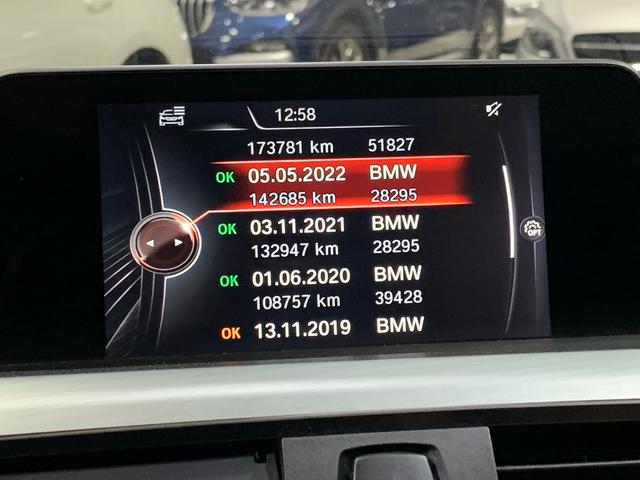 12:58
173781 km 51827
OK 05.05.2022 BMW
142685 km 28295
OK 03.11.2021 BMW
132947 km 28295
OPT
OK 01.06.2020 BMW
108757 km 39428
OK 13.11.2019 BMW